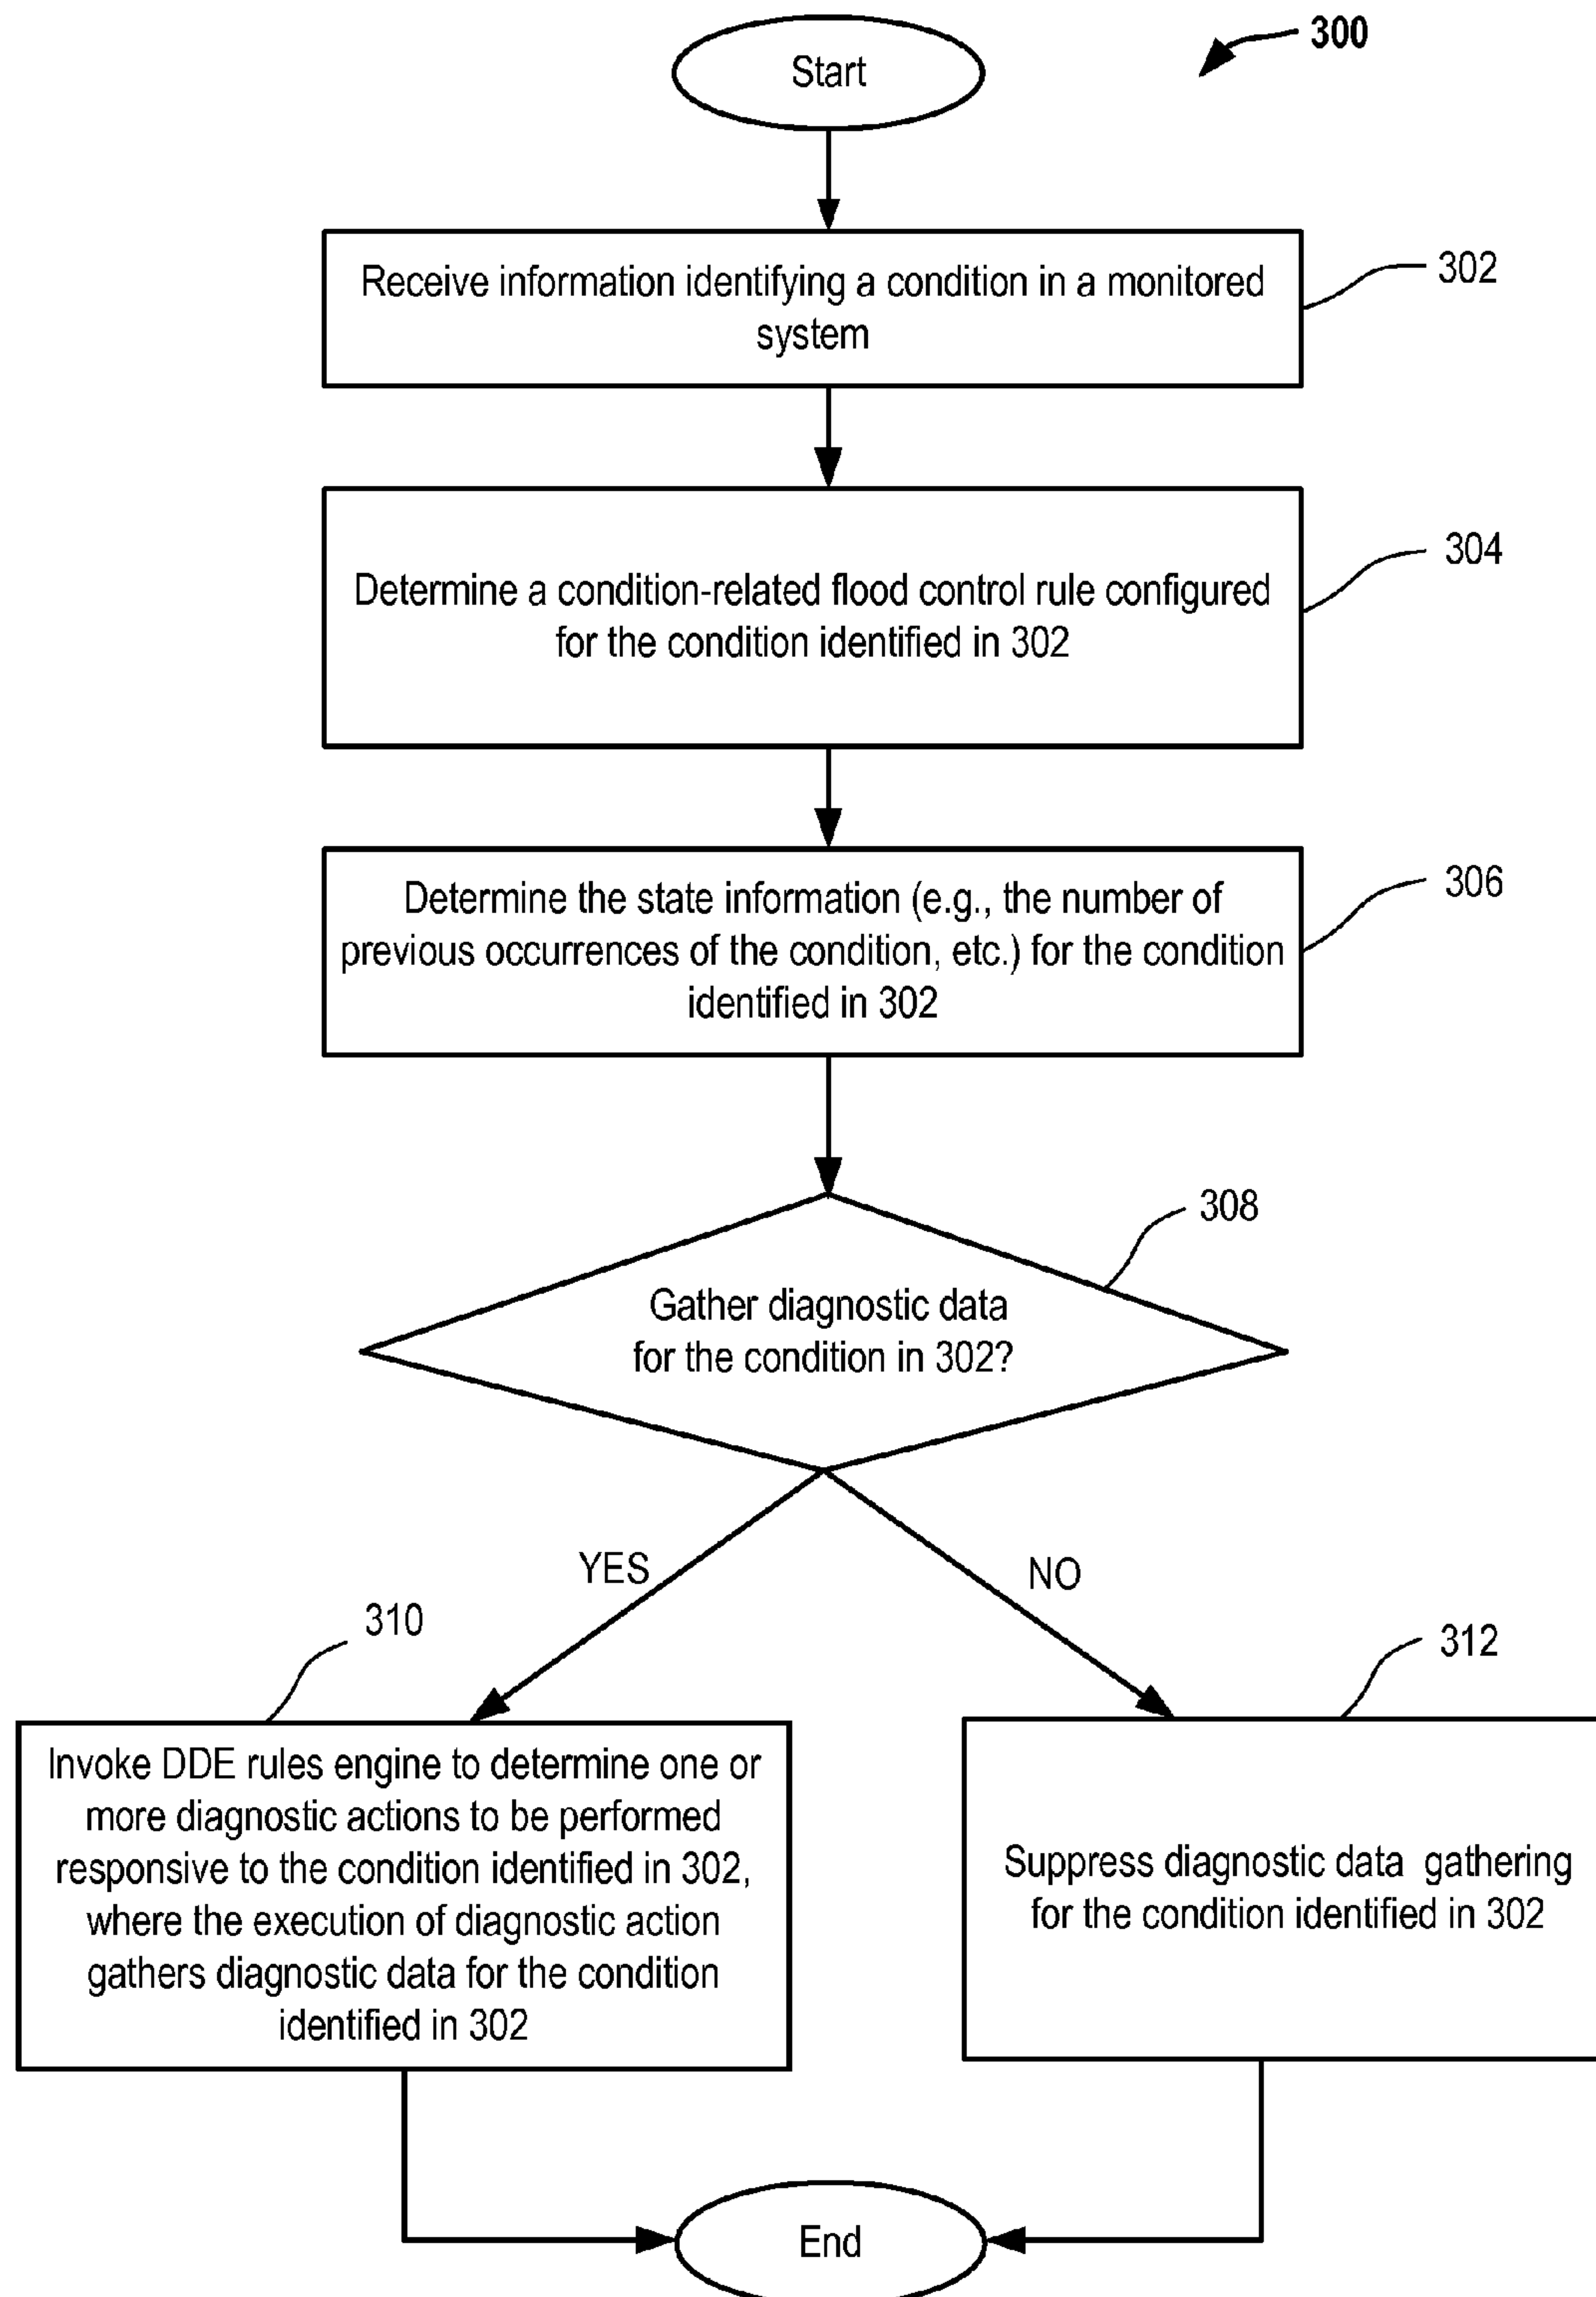 300
Start
Receive information identifying a condition in a monitored
system
302
Determine a condition-related flood control rule configured
for the condition identified in 302
304
Determine the state information (e.g., the number of
previous occurrences of the condition, etc.) for the condition
identified in 302
306
308
Gather diagnostic data
for the condition in 302?
YES
NO
310
312
Invoke DDE rules engine to determine one or
more diagnostic actions to be performed
responsive to the condition identified in 302,
where the execution of diagnostic action
gathers diagnostic data for the condition
identified in 302
Suppress diagnostic data gathering
for the condition identified in 302
End